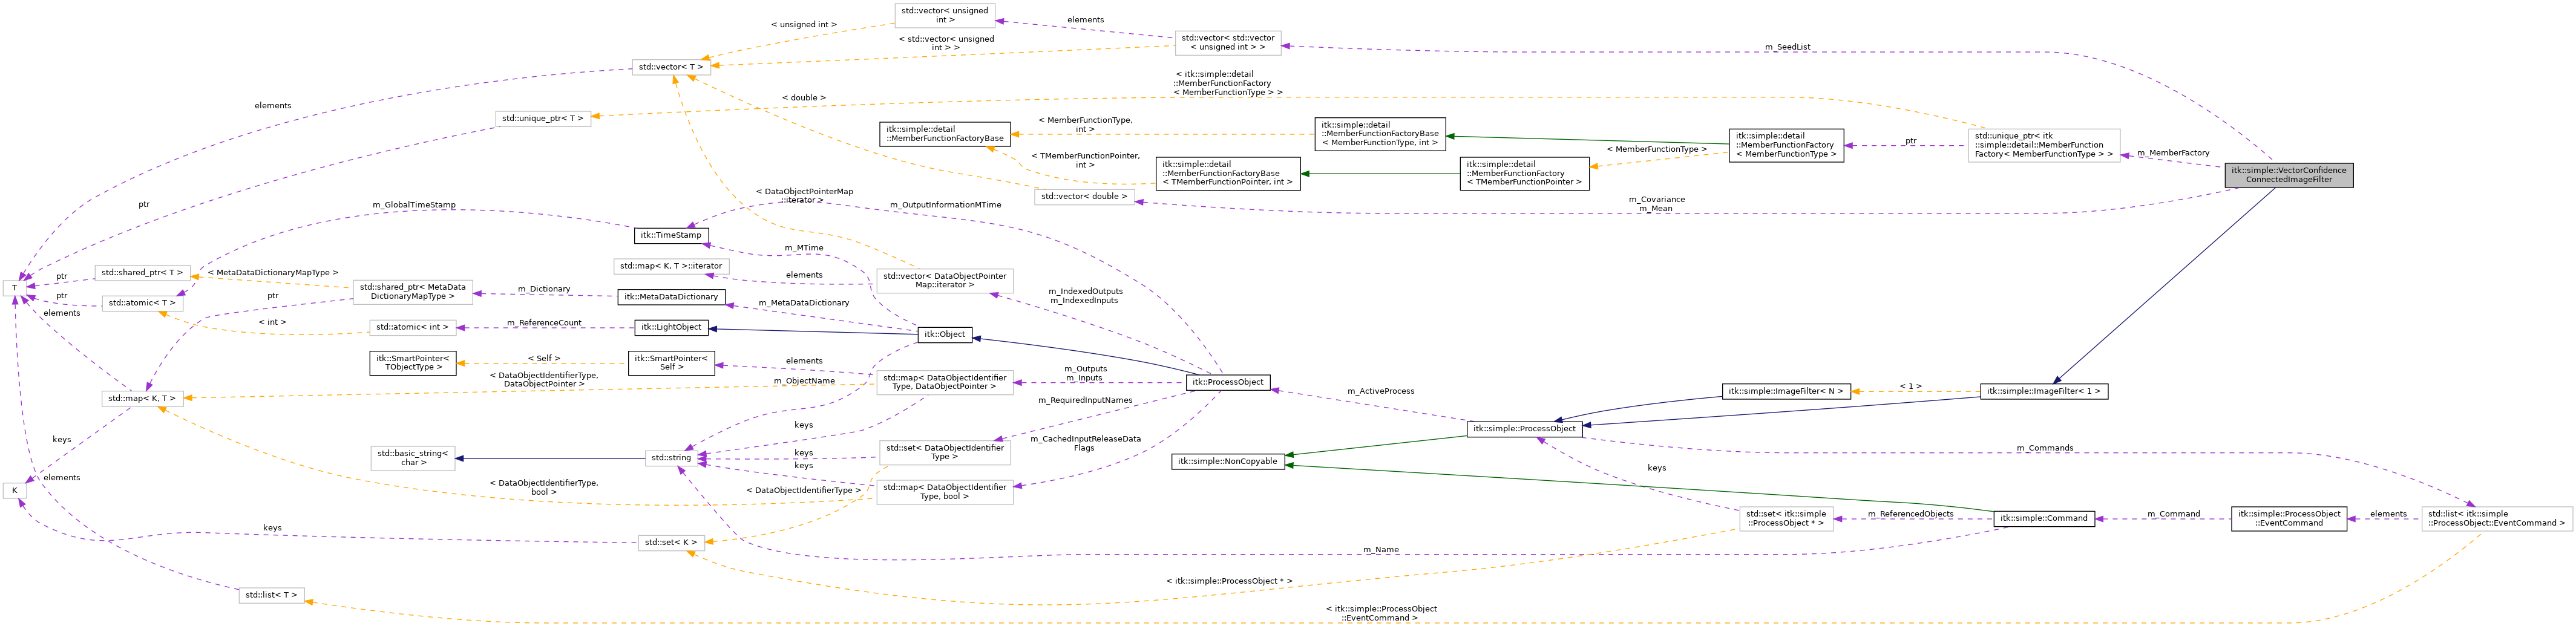 std::vector< unsigned
int >
elements
< unsigned int >
std::vector< std::vector
< unsigned int > >
< std::vector< unsigned
int > >
m_SeedList
std::vector< T >
< itk::simple::detail
::MemberFunctionFactory
< MemberFunctionType > >
< double >
elements
std::unique_ptr< T >
itk::simple::detail
::MemberFunctionFactoryBase
< MemberFunctionType,
int >
itk::simple::detail
::MemberFunctionFactoryBase
< MemberFunctionType, int >
itk::simple::detail
::MemberFunctionFactory
< MemberFunctionType >
ptr
std::unique_ptr< itk
::simple::detail::MemberFunction
Factory< MemberFunctionType > >
m_MemberFactory
< MemberFunctionType >
< TMemberFunctionPointer,
int >
itk::simple::detail
::MemberFunctionFactoryBase
< TMemberFunctionPointer, int >
itk::simple::detail
::MemberFunctionFactory
< TMemberFunctionPointer >
itk::simple::VectorConfidence
ConnectedImageFilter
std::vector< double >
< DataObjectPointerMap
::iterator >
m_Covariance
m_Mean
ptr
m_GlobalTimeStamp
m_OutputInformationMTime
itk::TimeStamp
m_MTime
std::map< K, T >::iterator
elements
std::vector< DataObjectPointer
Map::iterator >
std::shared_ptr< T >
< MetaDataDictionaryMapType >
ptr
T
std::shared_ptr< MetaData
DictionaryMapType >
m_Dictionary
itk::MetaDataDictionary
m_MetaDataDictionary
m_IndexedOutputs
m_IndexedInputs
ptr
ptr
std::atomic< T >
elements
< int >
std::atomic< int >
m_ReferenceCount
itk::LightObject
itk::Object
itk::SmartPointer<
TObjectType >
< Self >
itk::SmartPointer<
Self >
elements
< DataObjectIdentifierType,
DataObjectPointer >
m_ObjectName
std::map< DataObjectIdentifier
Type, DataObjectPointer >
m_Outputs
m_Inputs
itk::ProcessObject
m_ActiveProcess
itk::simple::ImageFilter< N >
< 1 >
itk::simple::ImageFilter< 1 >
std::map< K, T >
m_RequiredInputNames
keys
itk::simple::ProcessObject
keys
m_CachedInputReleaseData
Flags
m_Commands
std::basic_string<
char >
std::string
keys
keys
std::set< DataObjectIdentifier
Type >
itk::simple::NonCopyable
keys
elements
K
< DataObjectIdentifierType,
bool >
< DataObjectIdentifierType >
std::map< DataObjectIdentifier
Type, bool >
std::set< itk::simple
::ProcessObject * >
m_ReferencedObjects
itk::simple::Command
m_Command
itk::simple::ProcessObject
::EventCommand
elements
std::list< itk::simple
::ProcessObject::EventCommand >
keys
std::set< K >
m_Name
< itk::simple::ProcessObject * >
std::list< T >
< itk::simple::ProcessObject
::EventCommand >